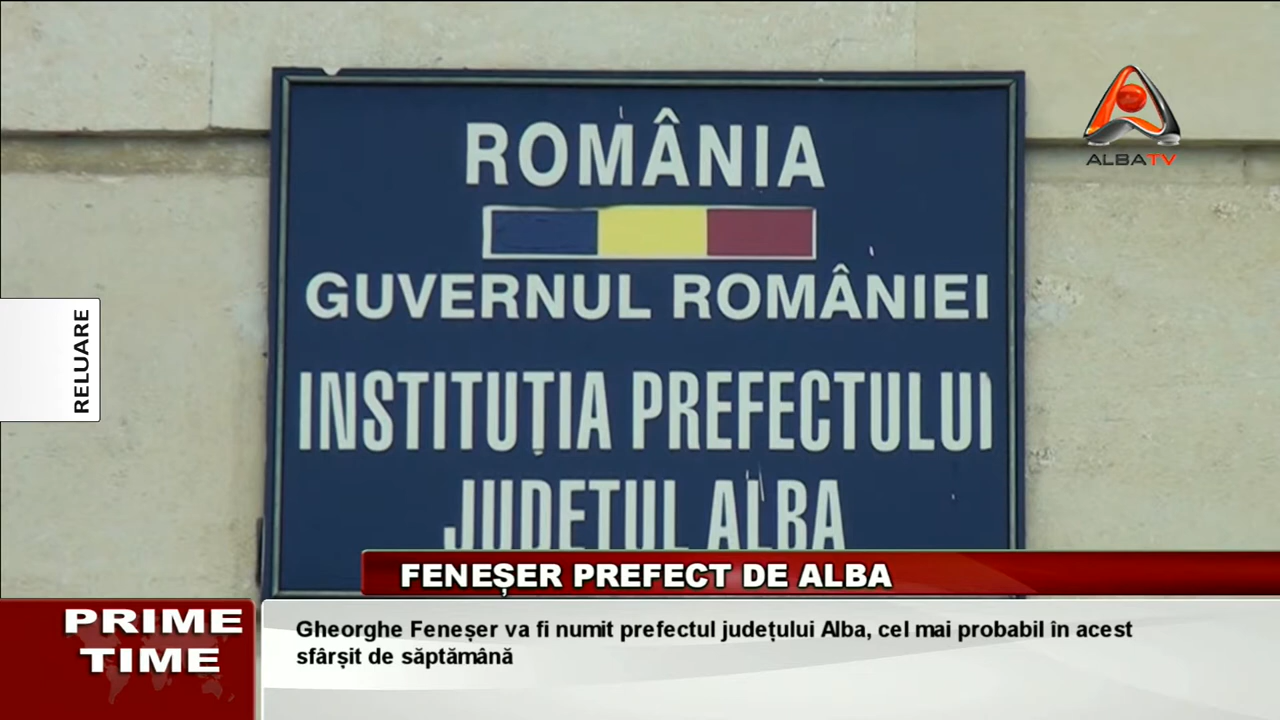 ROMÂNIA
GUVERNUL ROMÂNIEI
INSTITUȚIA PREFECTULUI
JUDEȚUL ALBA
ALBATV
RELUARE
FENEȘER PREFECT DE ALBA
PRIME
TIME
Gheorghe Feneșer va fi numit prefectul județului Alba, cel mai probabil în acest
sfârșit de săptămână